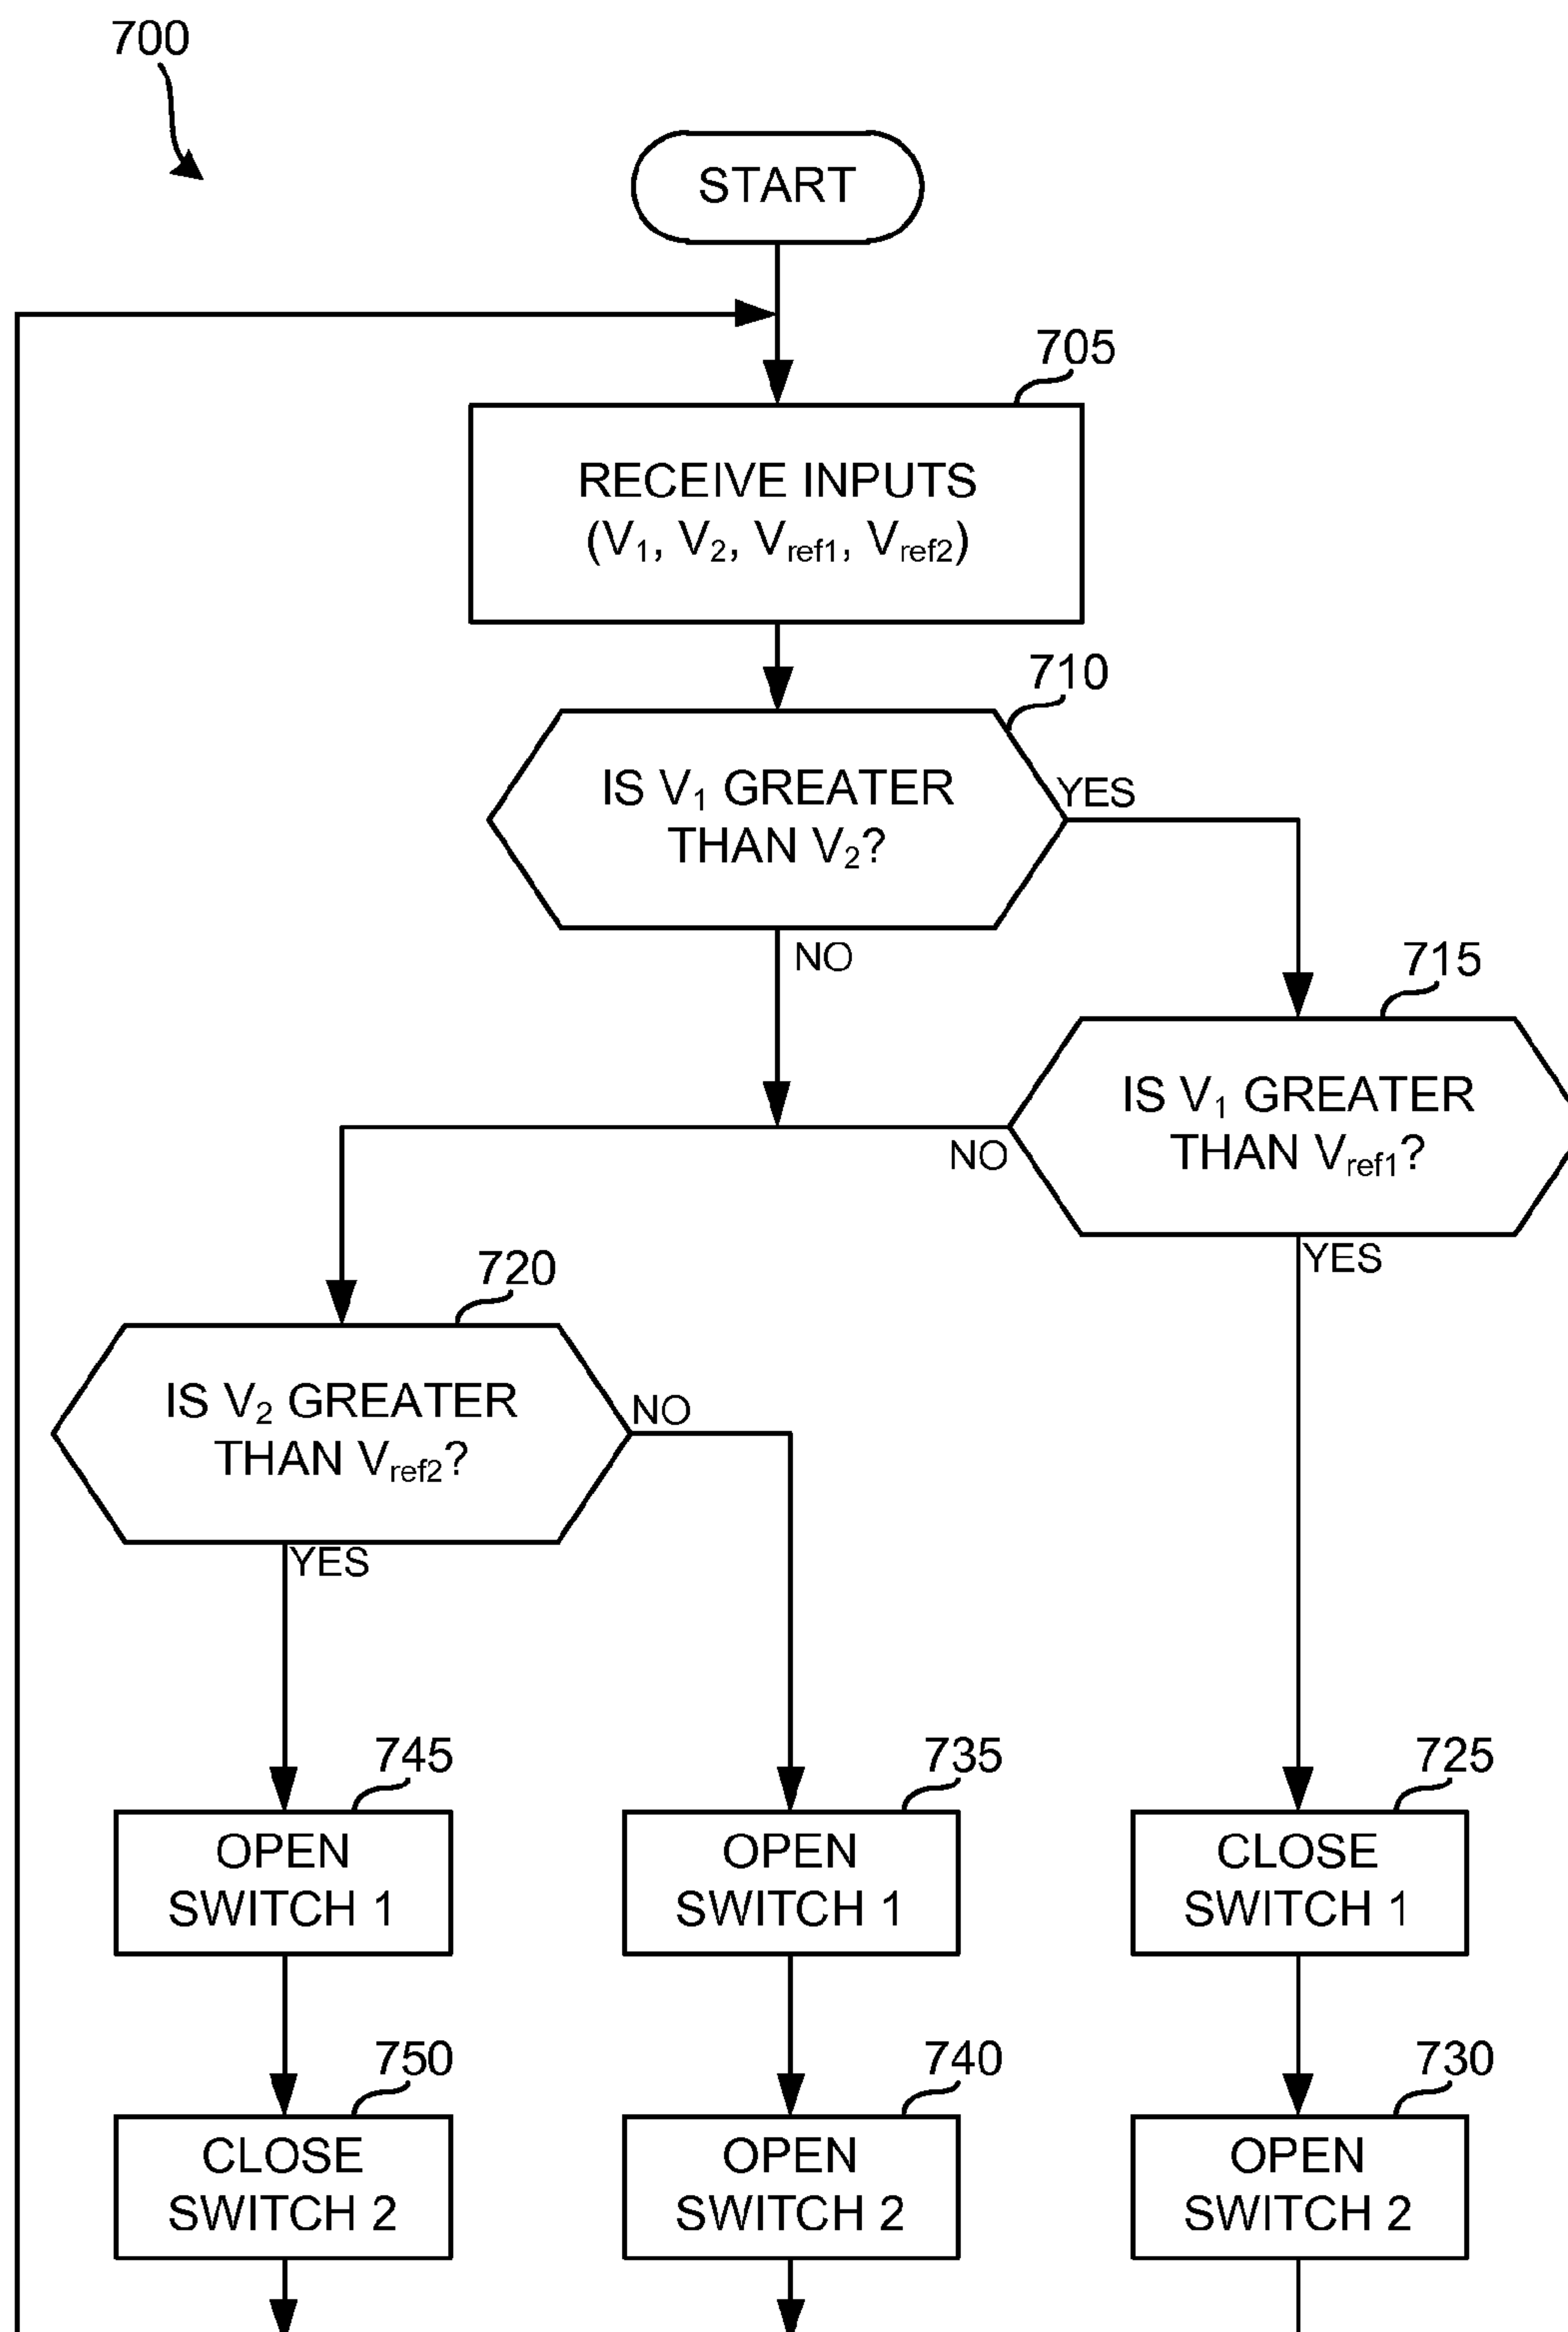 700
START
705
RECEIVE INPUTS
(V₁, V₂, Vref1, Vref2)
710
IS V₁ GREATER
THAN V₂?
YES
NO
715
IS V₁ GREATER
THAN Vref1?
NO
YES
720
IS V₂ GREATER
THAN Vref2?
NO
YES
745
OPEN
SWITCH 1
735
OPEN
SWITCH 1
725
CLOSE
SWITCH 1
750
CLOSE
SWITCH 2
740
OPEN
SWITCH 2
730
OPEN
SWITCH 2